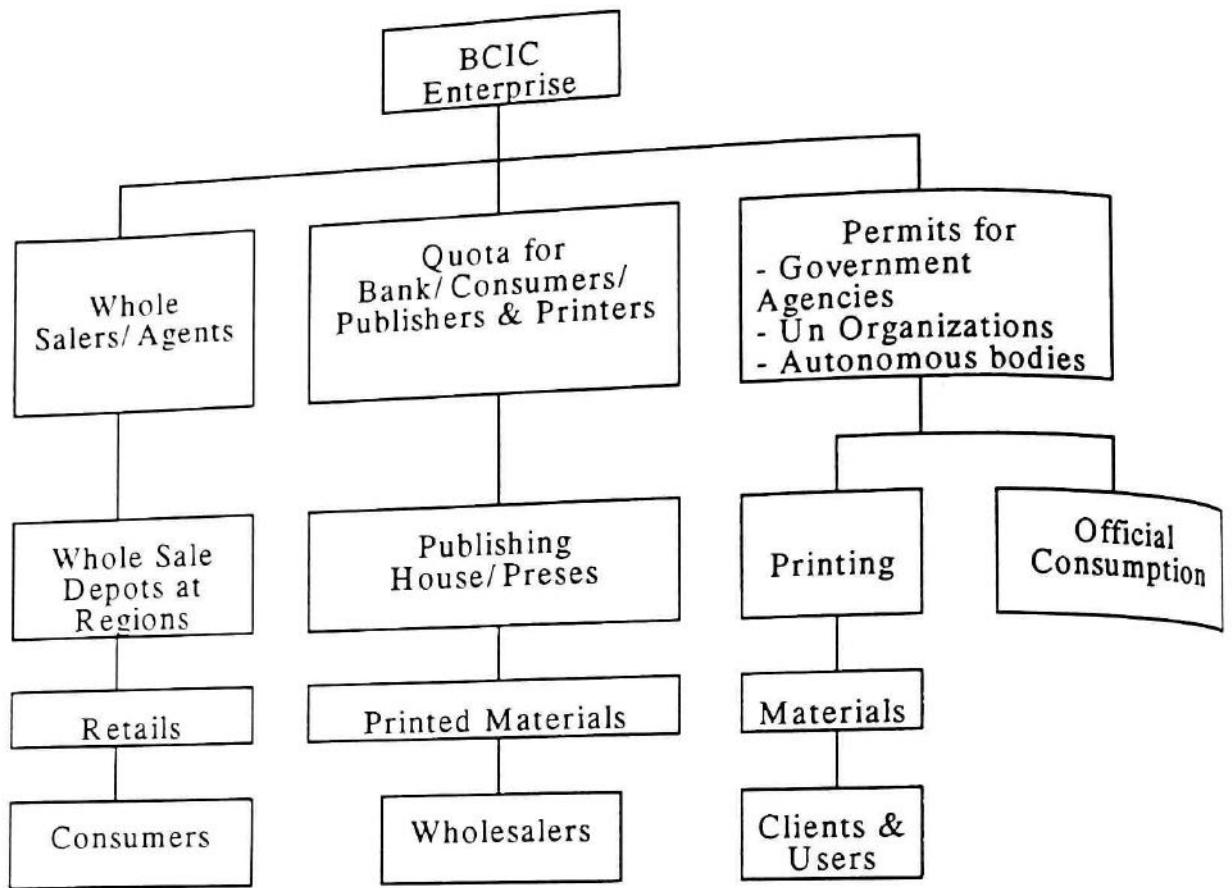 BCIC
Enterprise
Whole
Salers/Agents
Quota for
Bank/Consumers/
Publishers & Printers
Permits for
- Government
Agencies
- Un Organizations
- Autonomous bodies
Whole Sale
Depots at
Regions
Publishing
House/Preses
Printing
Official
Consumption
Retails
Printed Materials
Materials
Consumers
Wholesalers
Clients &
Users